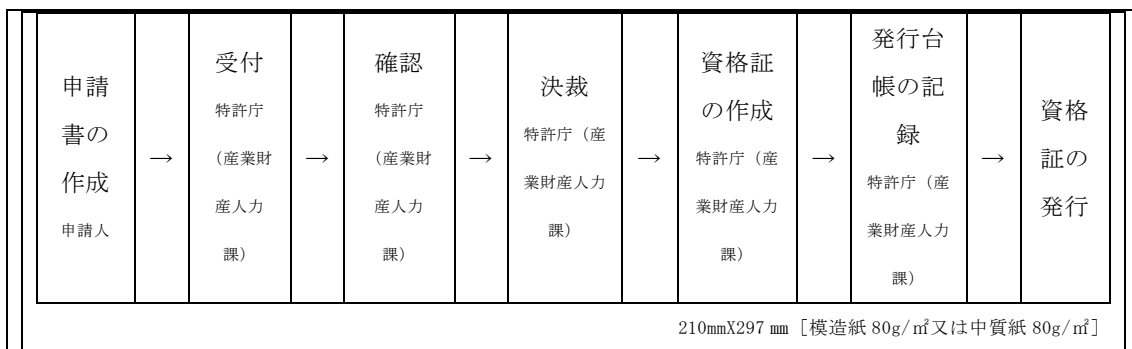 申請
書の
作成
申請人
→
受付
特許庁
（産業財
産人力
課）
→
確認
特許庁
（産業財
産人力
課）
→
決裁
特許庁（産
業財産人力
課）
→
資格証
の作成
特許庁（産
業財産人力
課）
→
発行台
帳の記
録
特許庁（産
業財産人力
課）
→
資格
証の
発行
210mmX297 ㎜［模造紙 80g/㎡又は中質紙 80g/㎡］